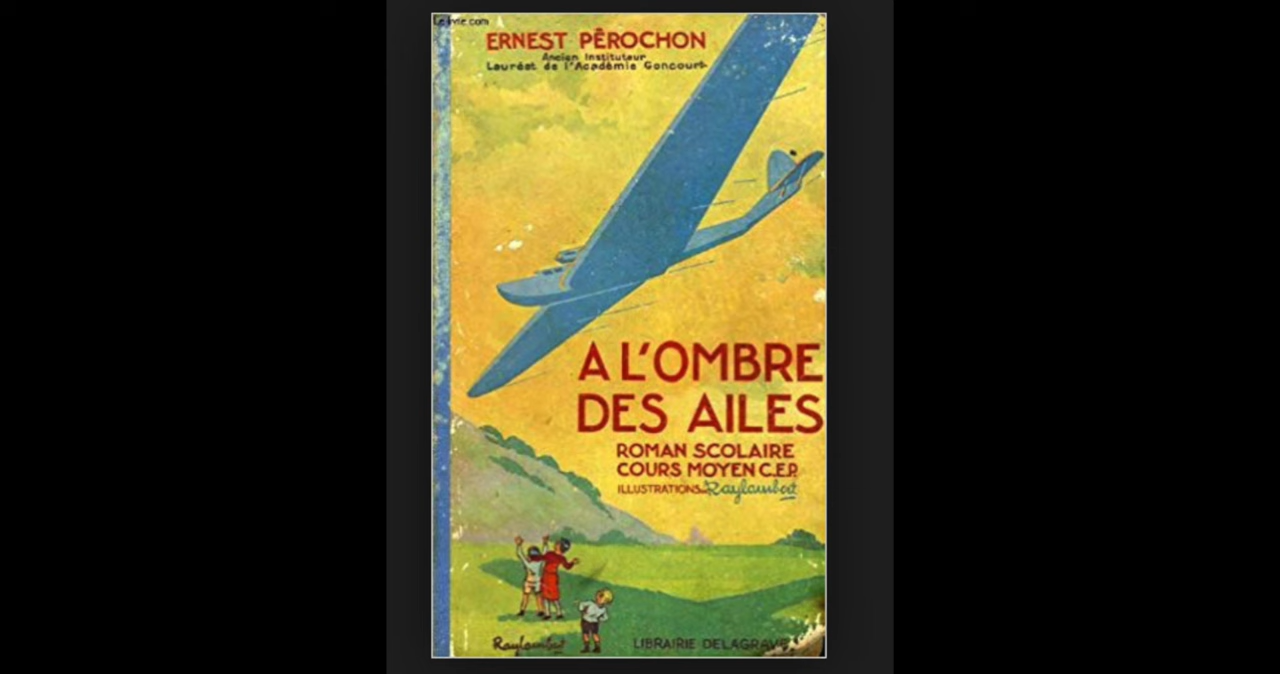 Le-livre.com
ERNEST PÊROCHON
Ancien Instituteur
Lauréat de l'Académie Goncourt
A L'OMBRE
DES AILES
ROMAN SCOLAIRE
COURS MOYEN C.E.P.
ILLUSTRATIONS Raylambert
Raylambert
LIBRAIRIE DELAGRAVE